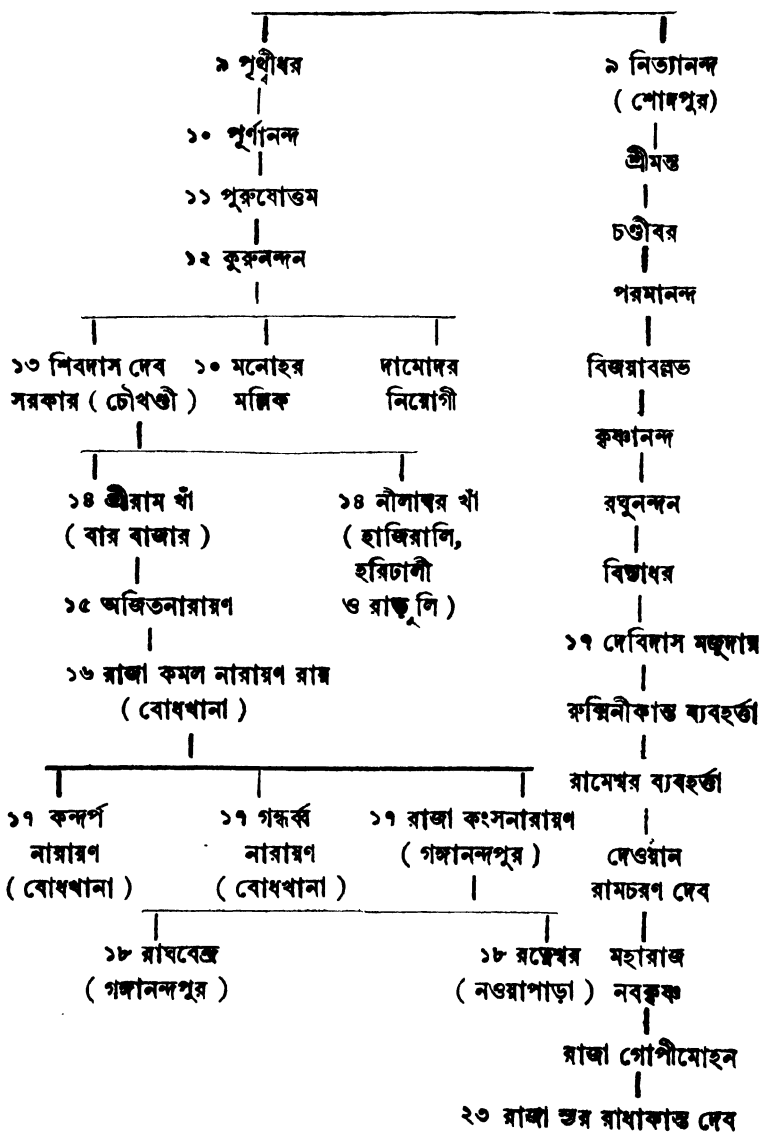 ৯ পৃথ্বীধর ৯ নিত্যানন্দ
( শোদপুর )
১০ পূর্ণানন্দ
শ্রীমন্ত
১১ পুরুষোত্তম
চণ্ডীবর
১২ কুরুনন্দন
পরমানন্দ
১৩ শিবদাস দেব ১০ মনোহর দামোদর বিজয়াবল্লভ
সরকার ( চৌখণ্ডী ) মল্লিক নিয়োগী
কৃষ্ণানন্দ
১৪ শ্রীরাম খাঁ ১৪ নীলাম্বর খাঁ রঘুনন্দন
( বার বাজার ) ( হাজিরালি,
হরিঢালী বিদ্যাধর
১৫ অজিতনারায়ণ ও রাড়ুলি )
১৭ দেবিদাস মজুদার
১৬ রাজা কমল নারায়ণ রায়
( বোধখানা ) রুক্মিনীকান্ত ব্যবহর্ত্তা
রামেশ্বর ব্যবহর্ত্তা
১৭ কন্দর্প ১৭ গন্ধর্ব্ব ১৭ রাজা কংসনারায়ণ
নারায়ণ নারায়ণ ( গঙ্গানন্দপুর ) দেওয়ান
( বোধখানা ) ( বোধখানা ) রামচরণ দেব
১৮ রাঘবেন্দ্র ১৮ রত্নেশ্বর মহারাজ
( গঙ্গানন্দপুর ) ( নওয়াপাড়া ) নবকৃষ্ণ
রাজা গোপীমোহন
২৩ রাজা স্তর রাধাকান্ত দেব